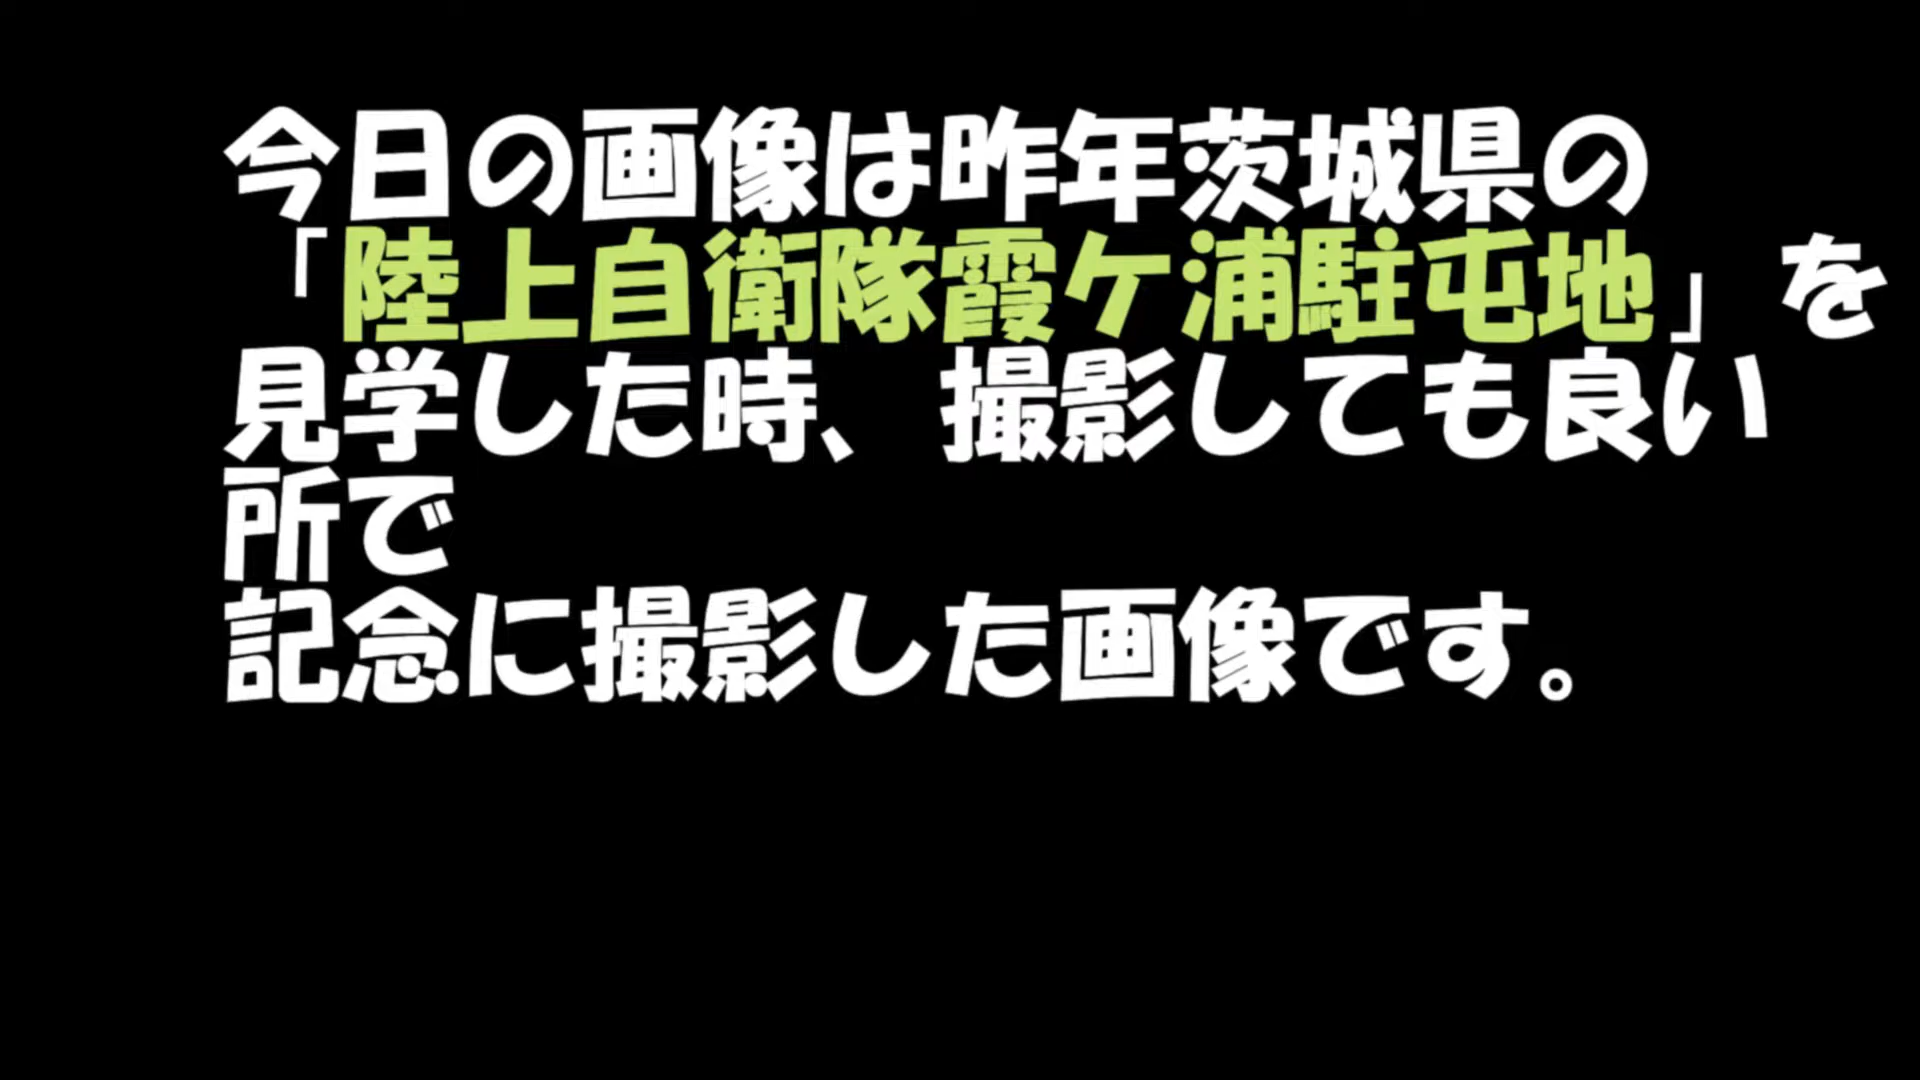 今日の画像は昨年茨城県の
「陸上自衛隊霞ケ浦駐屯地」を
見学した時、撮影しても良い
所で
記念に撮影した画像です。